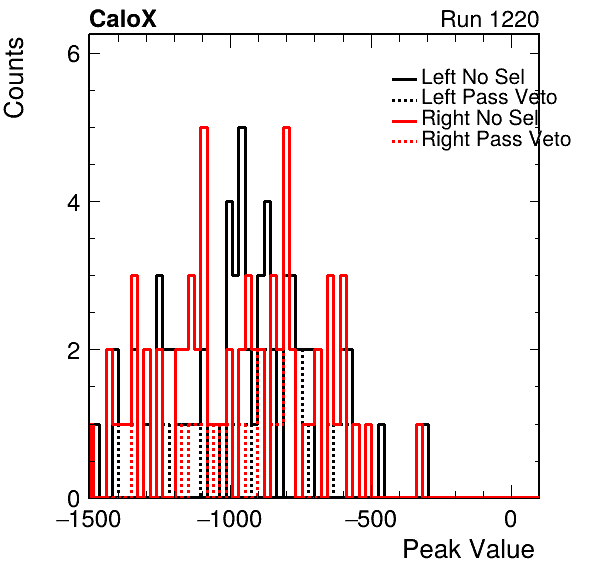 CaloX Run 1220
Counts
6
4
2
0
Left No Sel
Left Pass Veto
Right No Sel
Right Pass Veto
−1500 −1000 −500 0
Peak Value